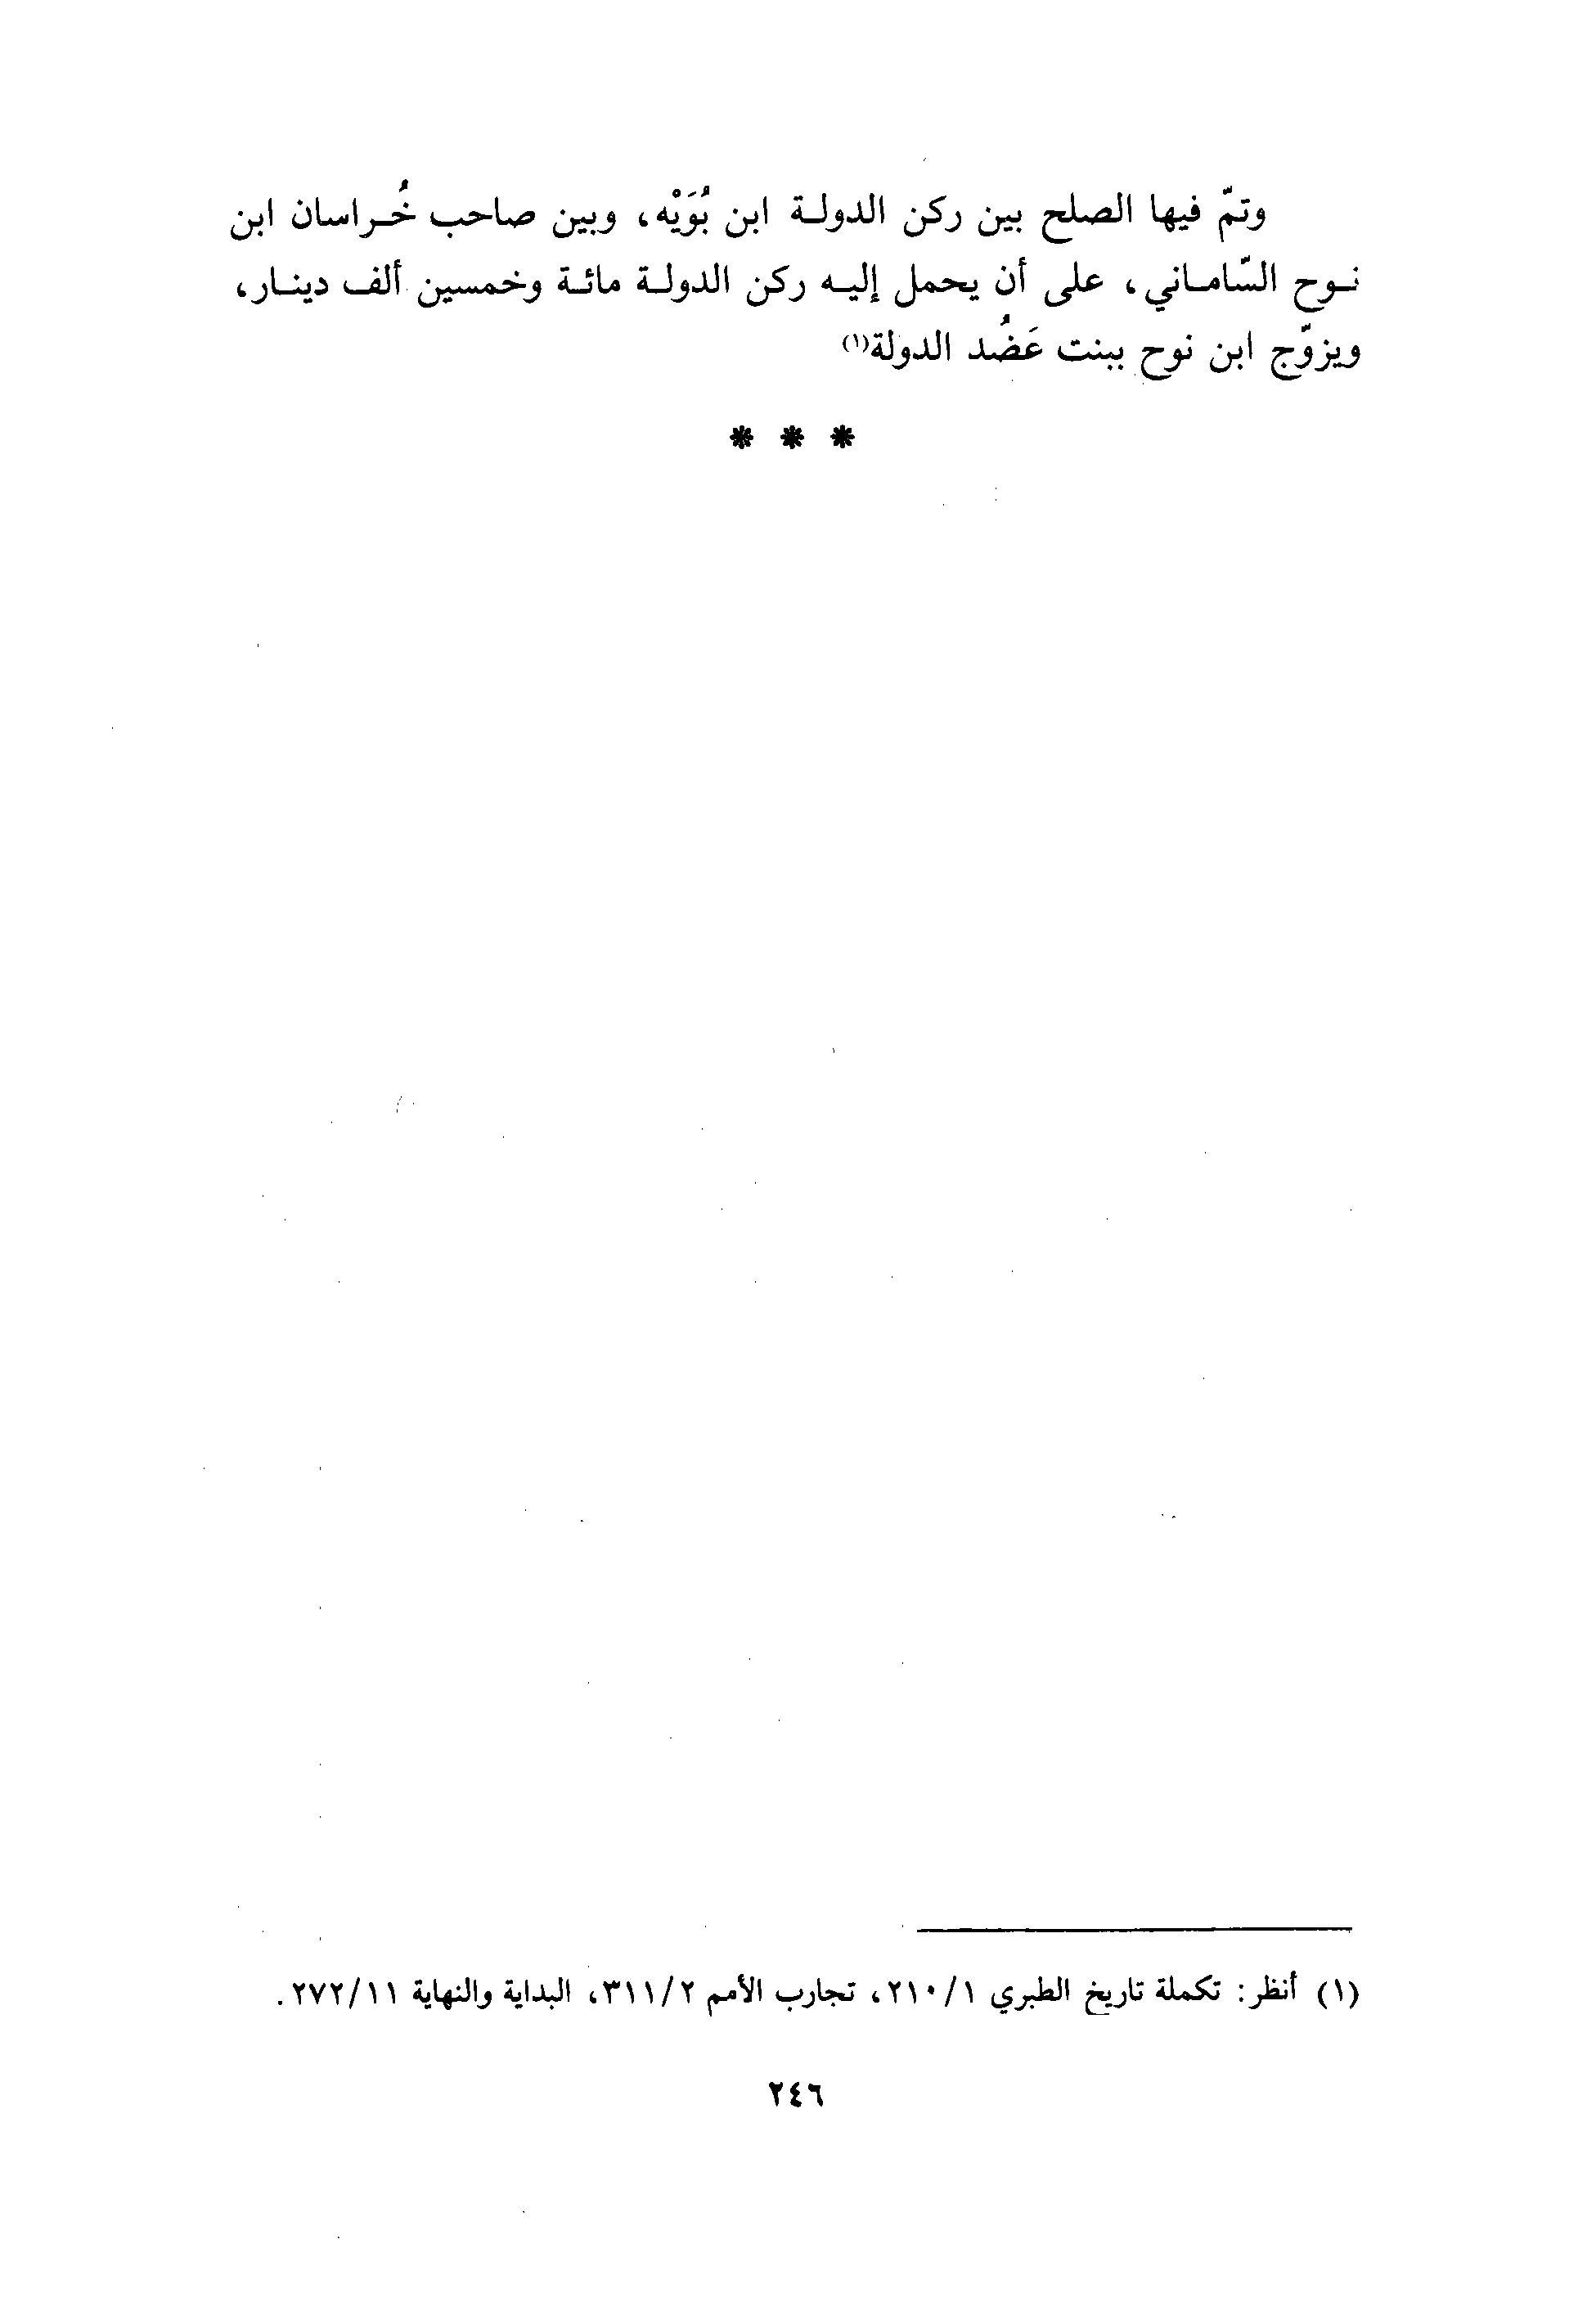 وتمّ فيها الصلح بين ركن الدولة ابن بُوَيْه، وبين صاحب خُراسان ابن
نوح السّاماني، على أن يحمل إليه ركن الدولة مائة وخمسين ألف دينار،
ويزوّج ابن نوح ببنت عَضُد الدولة(١)
* * *
(١) أنظر: تكملة تاريخ الطبري ٢١٠/١، تجارب الأمم ٣١١/٢، البداية والنهاية ٢٧٢/١١.
٢٤٦